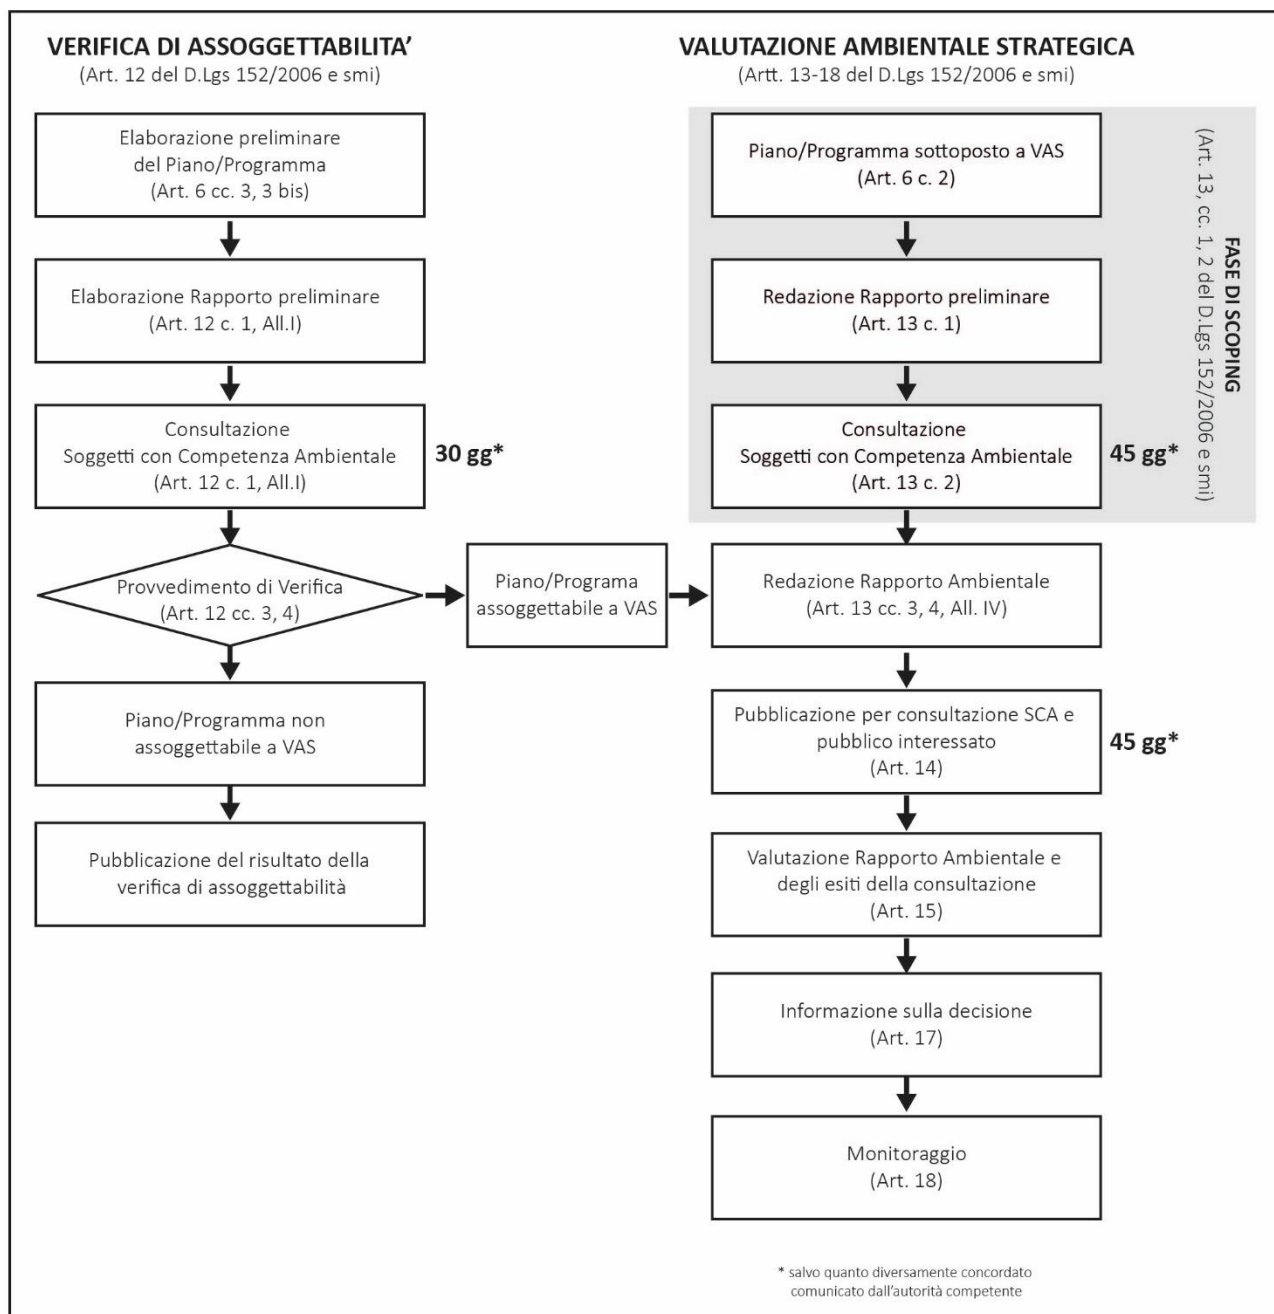 VERIFICA DI ASSOGGETTABILITA'
(Art. 12 del D.Lgs 152/2006 e smi)
Elaborazione preliminare
del Piano/Programma
(Art. 6 cc. 3, 3 bis)
Elaborazione Rapporto preliminare
(Art. 12 c. 1, All.I)
Consultazione
Soggetti con Competenza Ambientale
(Art. 12 c. 1, All.I)
30 gg*
Provvedimento di Verifica
(Art. 12 cc. 3, 4)
Piano/Programa
assoggettabile a VAS
Piano/Programma non
assoggettabile a VAS
Pubblicazione del risultato della
verifica di assoggettabilità
VALUTAZIONE AMBIENTALE STRATEGICA
(Artt. 13-18 del D.Lgs 152/2006 e smi)
Piano/Programma sottoposto a VAS
(Art. 6 c. 2)
Redazione Rapporto preliminare
(Art. 13 c. 1)
Consultazione
Soggetti con Competenza Ambientale
(Art. 13 c. 2)
45 gg*
FASE DI SCOPING
(Art. 13, cc. 1, 2 del D.Lgs 152/2006 e smi)
Redazione Rapporto Ambientale
(Art. 13 cc. 3, 4, All. IV)
Pubblicazione per consultazione SCA e
pubblico interessato
(Art. 14)
45 gg*
Valutazione Rapporto Ambientale e
degli esiti della consultazione
(Art. 15)
Informazione sulla decisione
(Art. 17)
Monitoraggio
(Art. 18)
* salvo quanto diversamente concordato
comunicato dall'autorità competente